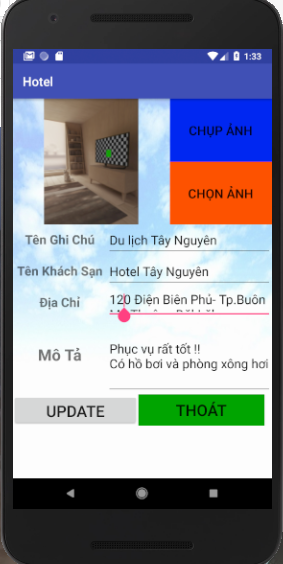 1:33
Hotel
CHỤP ẢNH
CHỌN ẢNH
Tên Ghi Chú
Du lịch Tây Nguyên
Tên Khách Sạn
Hotel Tây Nguyên
Địa Chỉ
120 Điện Biên Phủ- Tp.Buôn
Mô Tả
Phục vụ rất tốt !!
Có hồ bơi và phòng xông hơi
UPDATE
THOÁT